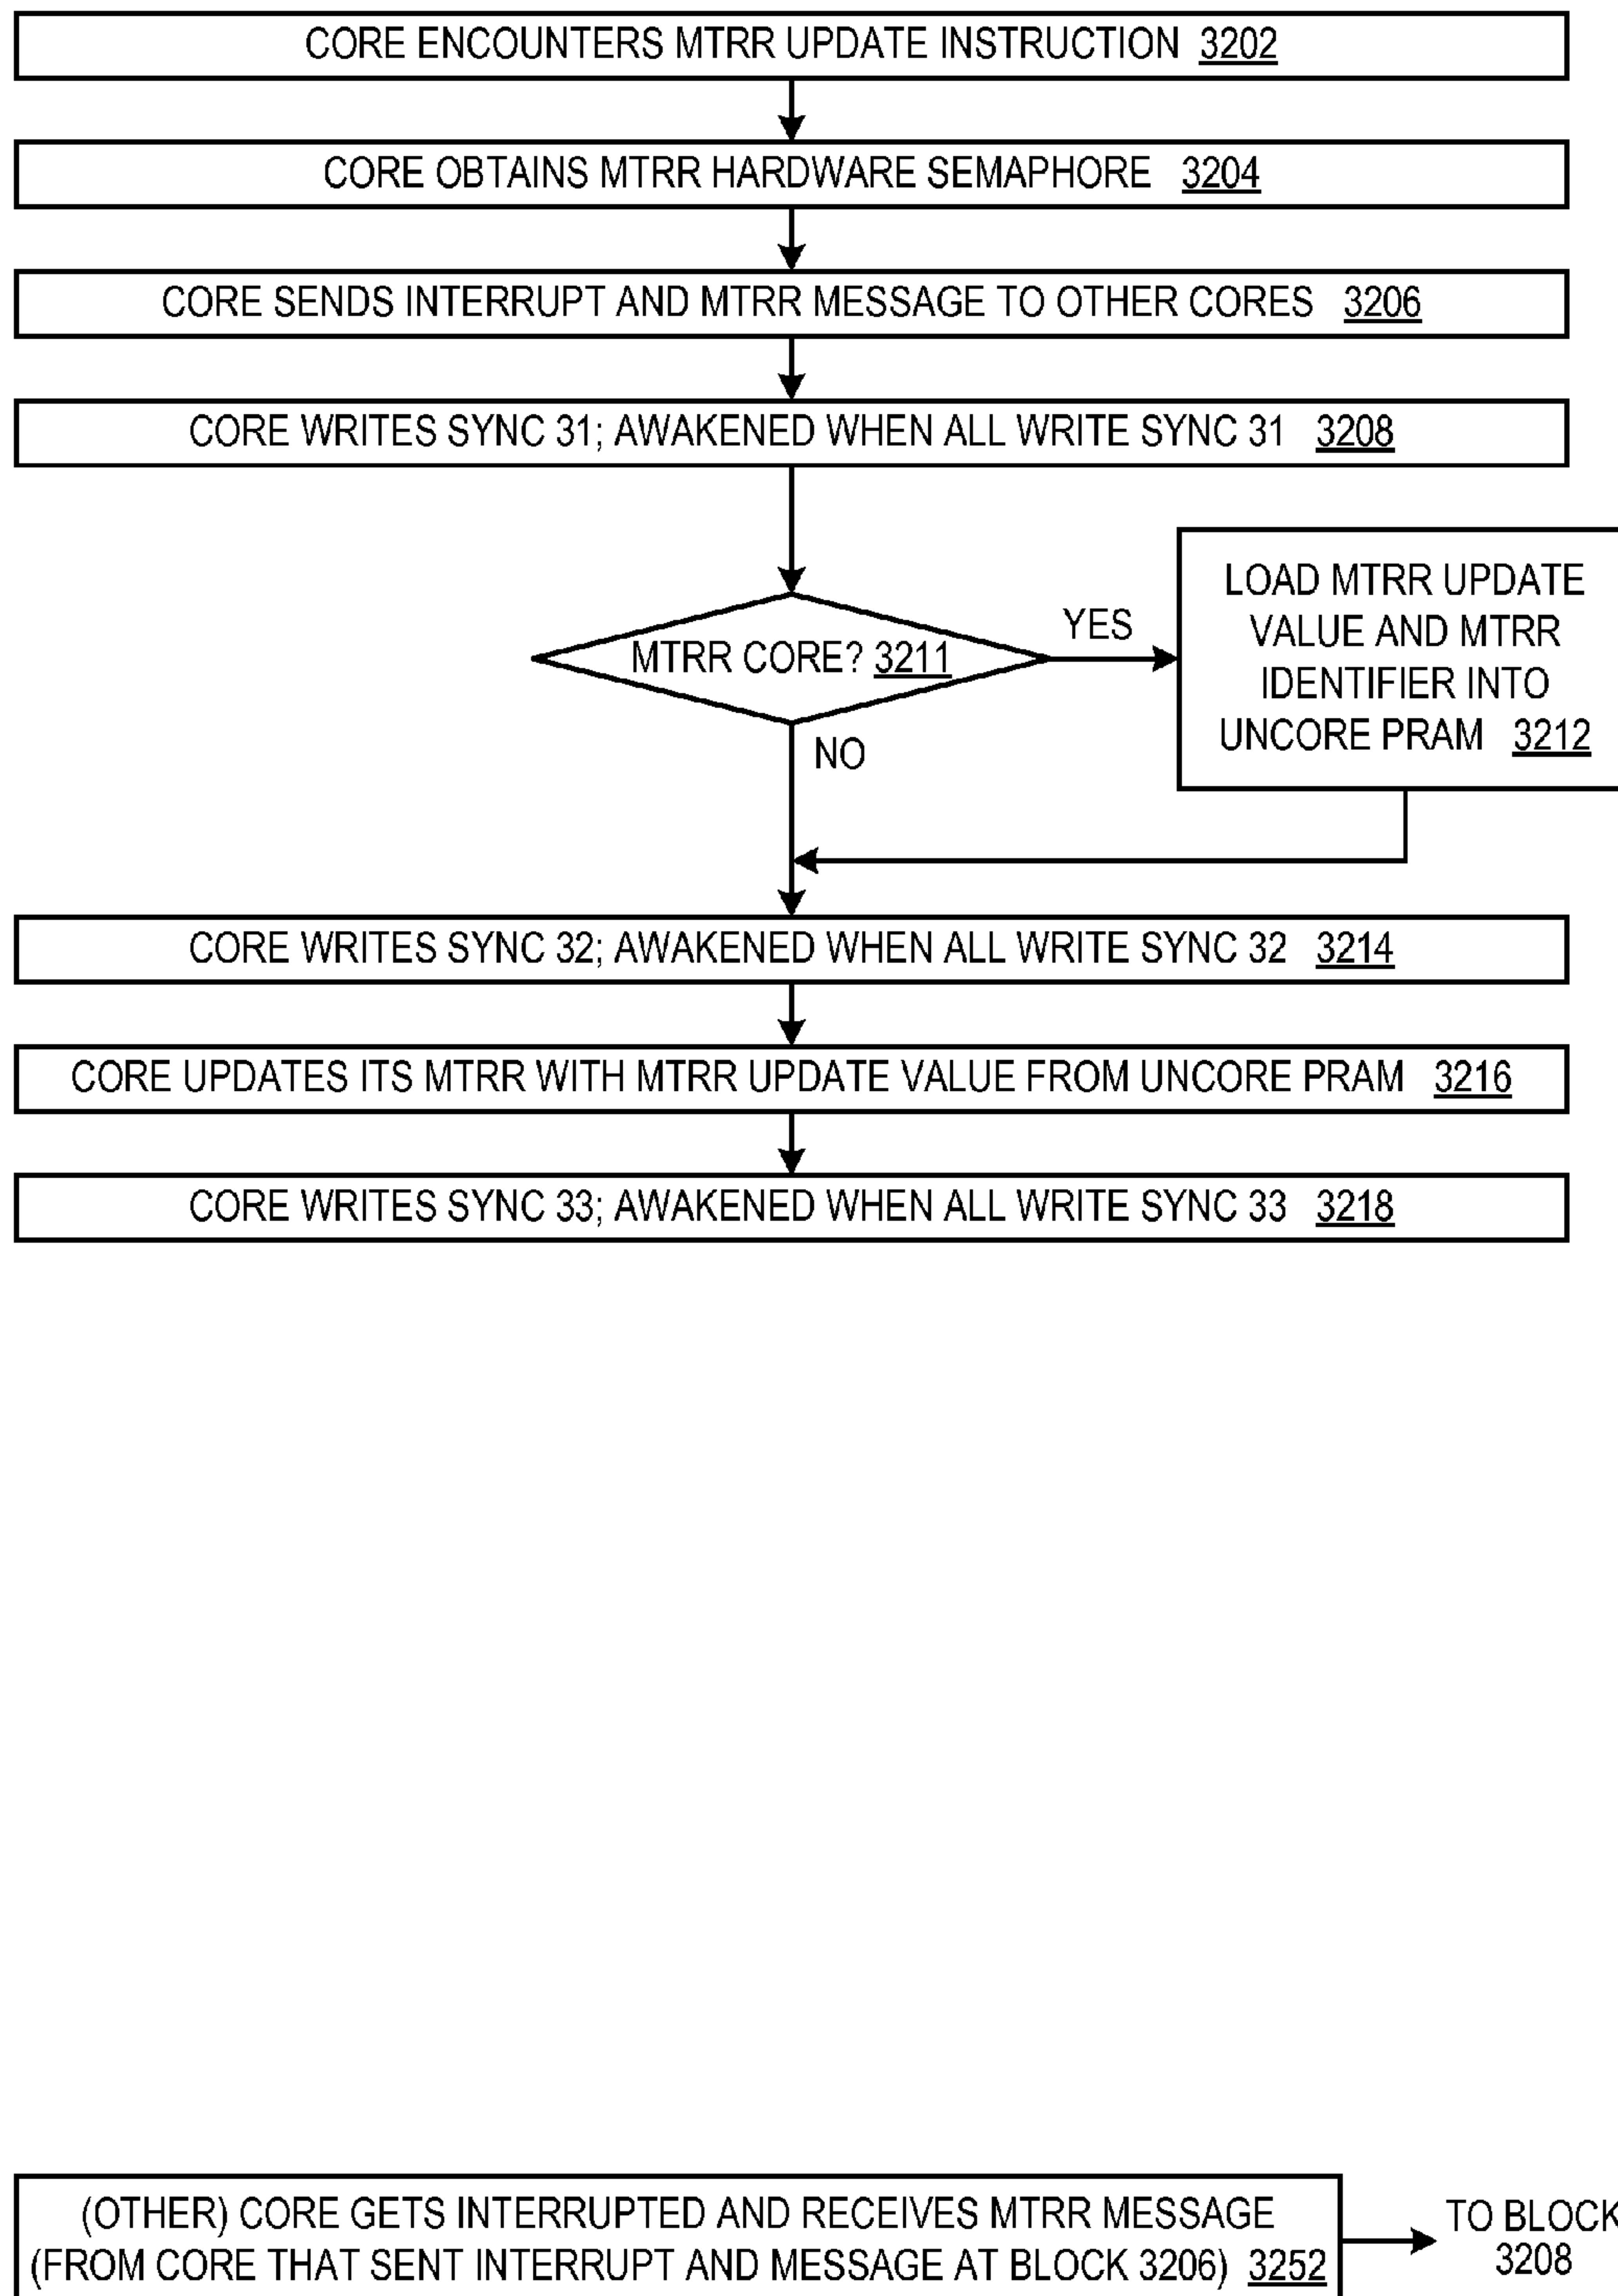 CORE ENCOUNTERS MTRR UPDATE INSTRUCTION 3202
CORE OBTAINS MTRR HARDWARE SEMAPHORE 3204
CORE SENDS INTERRUPT AND MTRR MESSAGE TO OTHER CORES 3206
CORE WRITES SYNC 31; AWAKENED WHEN ALL WRITE SYNC 31 3208
MTRR CORE? 3211
YES
LOAD MTRR UPDATE
VALUE AND MTRR
IDENTIFIER INTO
UNCORE PRAM 3212
NO
CORE WRITES SYNC 32; AWAKENED WHEN ALL WRITE SYNC 32 3214
CORE UPDATES ITS MTRR WITH MTRR UPDATE VALUE FROM UNCORE PRAM 3216
CORE WRITES SYNC 33; AWAKENED WHEN ALL WRITE SYNC 33 3218
(OTHER) CORE GETS INTERRUPTED AND RECEIVES MTRR MESSAGE
(FROM CORE THAT SENT INTERRUPT AND MESSAGE AT BLOCK 3206) 3252
TO BLOCK
3208